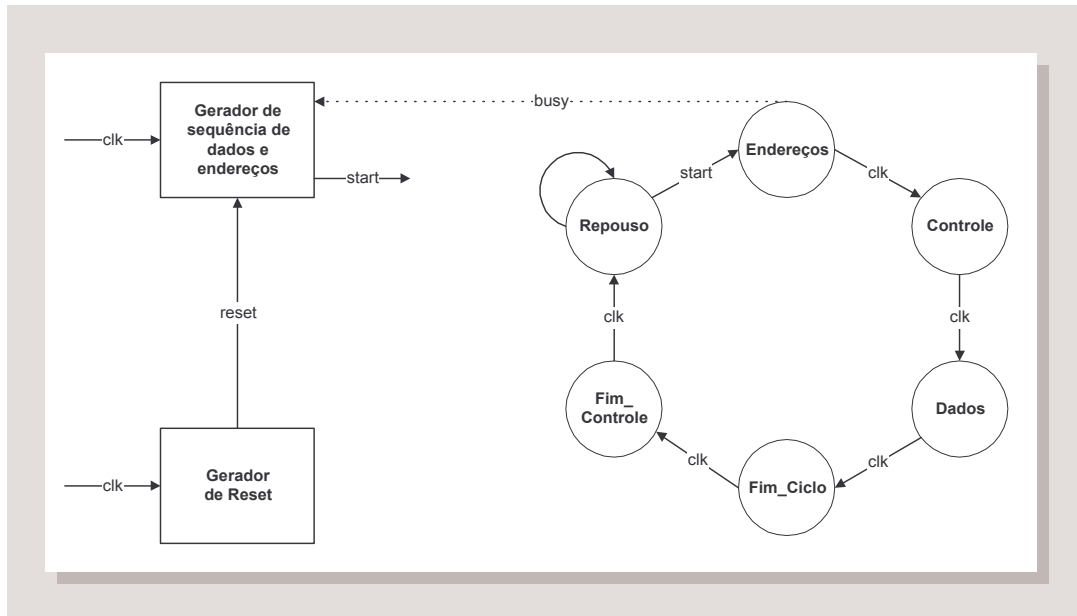 Gerador de
sequência de
dados e
endereços
clk
start
busy
reset
clk
Gerador
de Reset
Endereços
start
clk
Repouso
Controle
clk
clk
Fim_
Controle
Dados
clk
clk
Fim_Ciclo